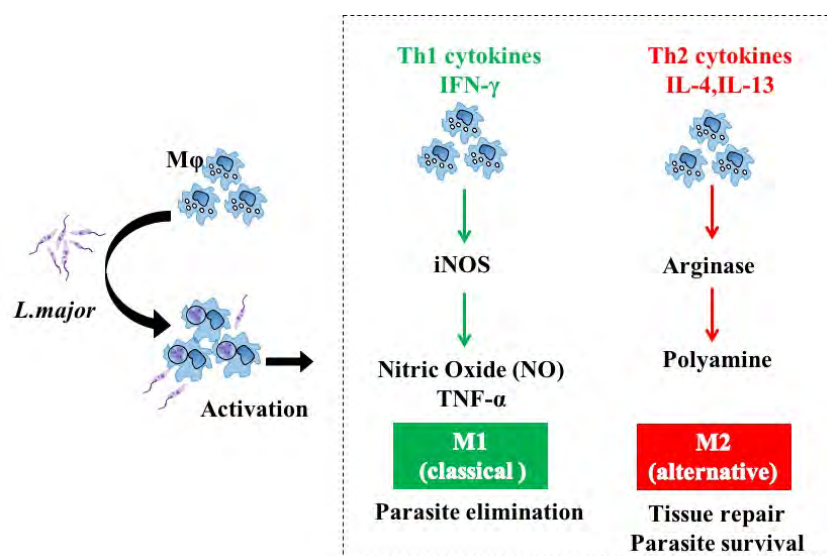 Mφ
L.major
Activation
Th1 cytokines
IFN-γ
iNOS
Nitric Oxide (NO)
TNF-α
M1
(classical )
Parasite elimination
Th2 cytokines
IL-4,IL-13
Arginase
Polyamine
M2
(alternative)
Tissue repair
Parasite survival